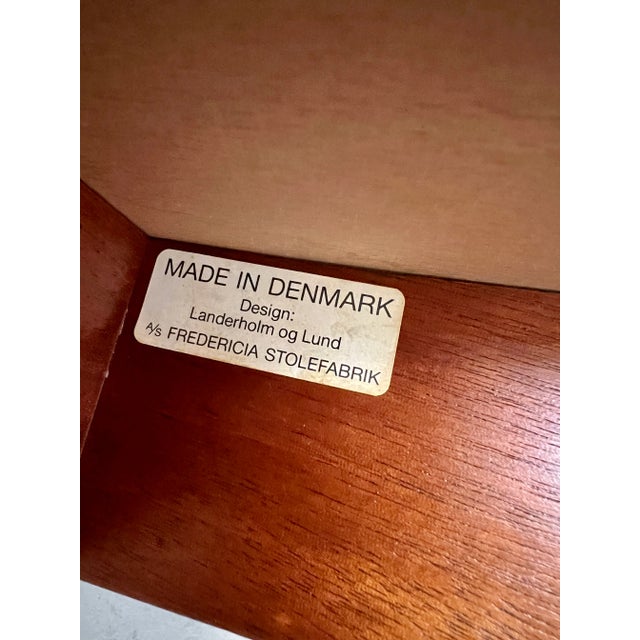 MADE IN DENMARK
Design:
Landerholm og Lund
A/S FREDERICIA STOLEFABRIK